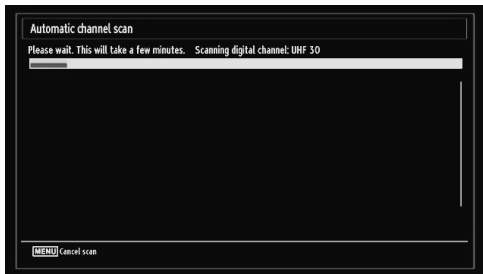 Automatic channel scan
Please wait. This will take a few minutes. Scanning digital channel: UHF 30
MENU Cancel scan